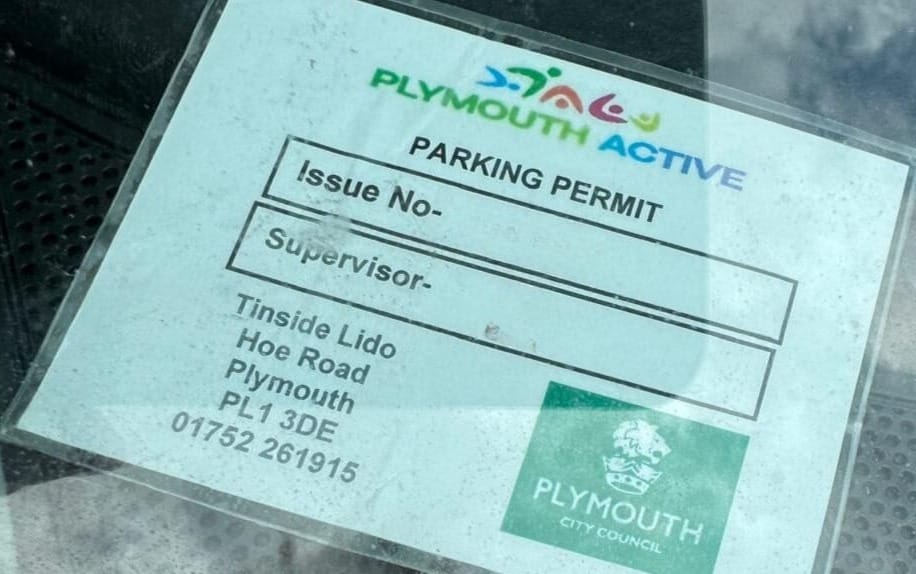 PLYMOUTH ACTIVE
PARKING PERMIT
Issue No-
Supervisor-
Tinside Lido
Hoe Road
Plymouth
PL1 3DE
01752 261915
PLYMOUTH
CITY COUNCIL